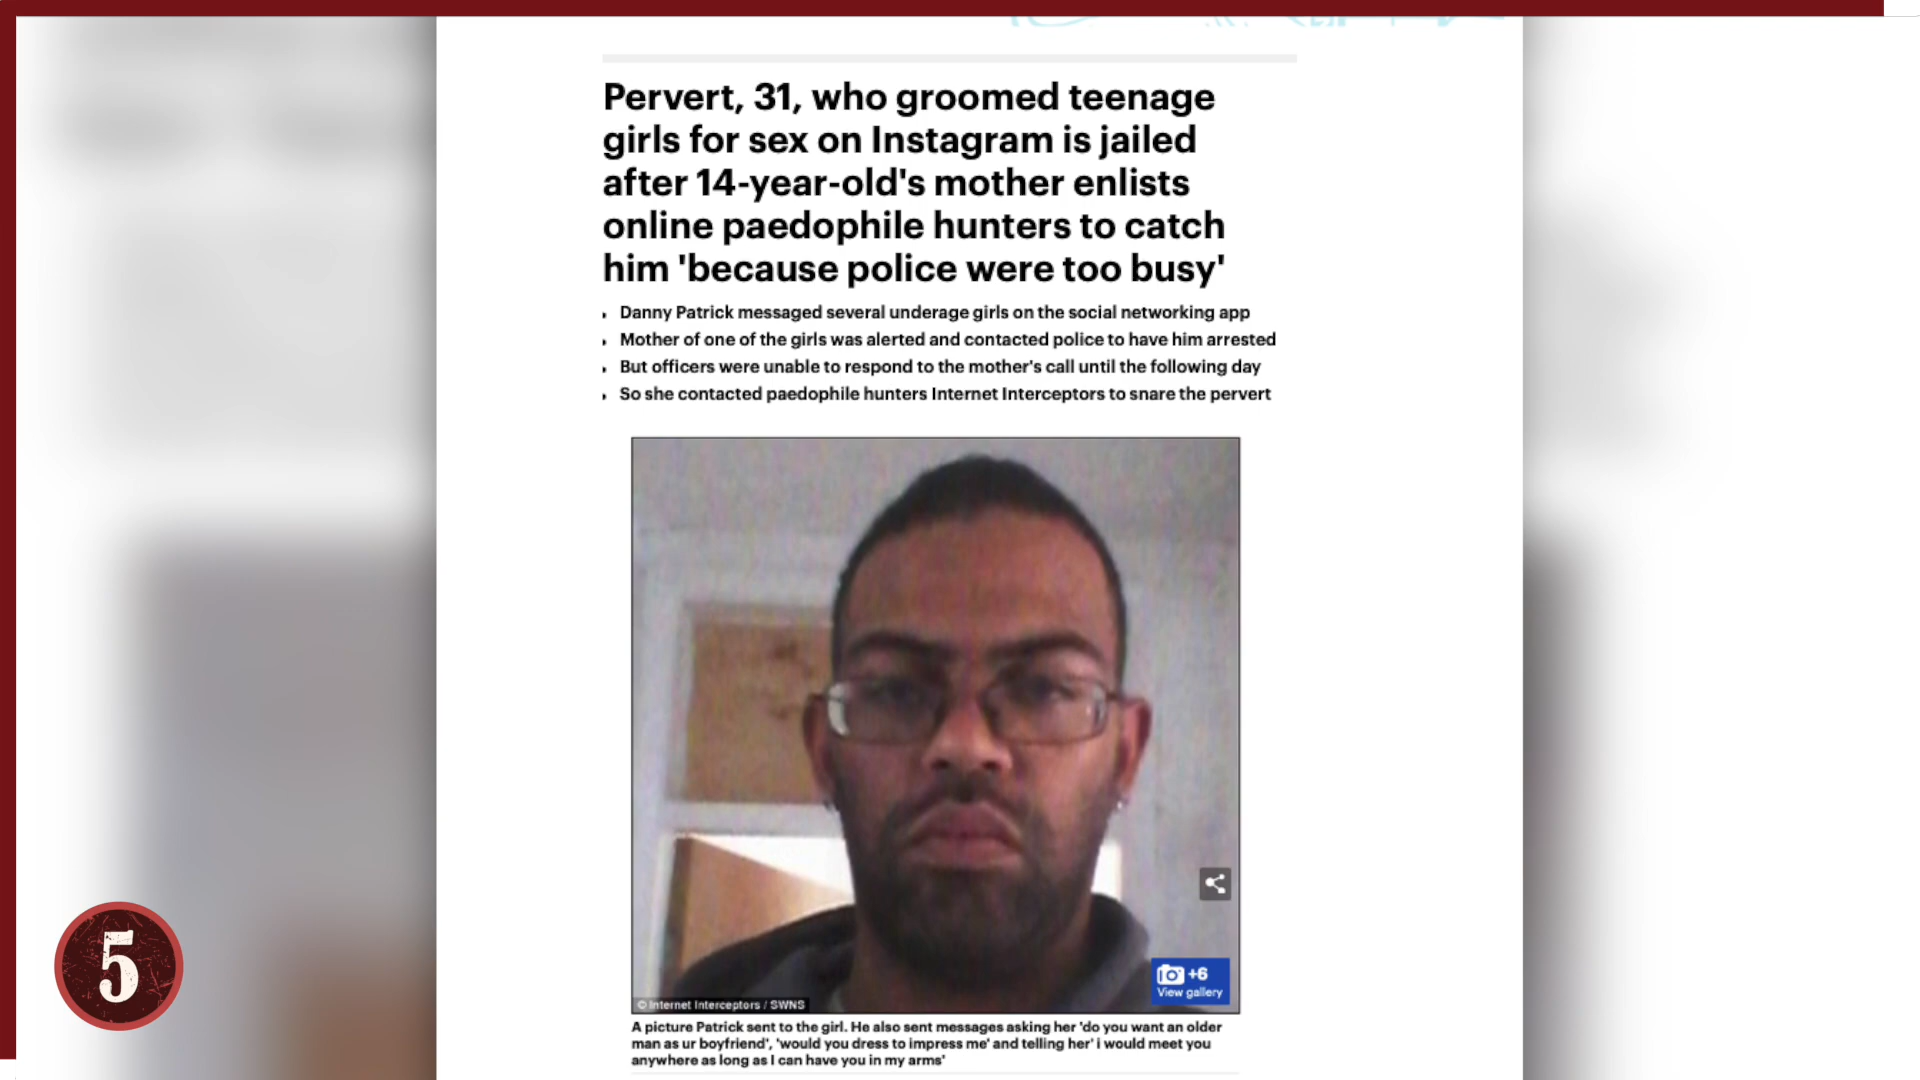 Pervert, 31, who groomed teenage
girls for sex on Instagram is jailed
after 14-year-old's mother enlists
online paedophile hunters to catch
him 'because police were too busy'
Danny Patrick messaged several underage girls on the social networking app
Mother of one of the girls was alerted and contacted police to have him arrested
But officers were unable to respond to the mother's call until the following day
So she contacted paedophile hunters Internet Interceptors to snare the pervert
+6
View gallery
© Internet Interceptors / SWNS
A picture Patrick sent to the girl. He also sent messages asking her 'do you want an older
man as ur boyfriend', 'would you dress to impress me' and telling her' i would meet you
anywhere as long as I can have you in my arms'
5